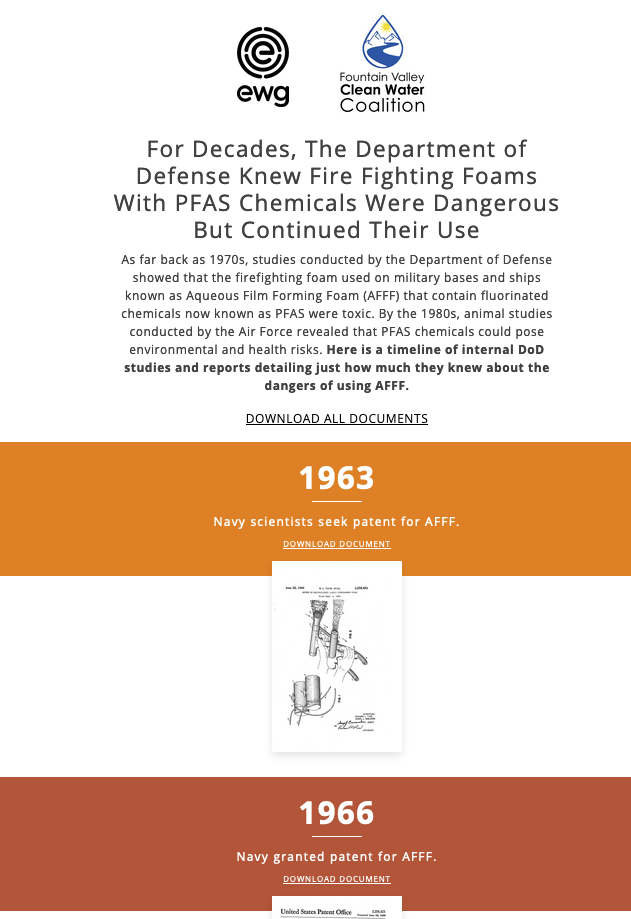 ewg
Fountain Valley
Clean Water
Coalition
For Decades, The Department of
Defense Knew Fire Fighting Foams
With PFAS Chemicals Were Dangerous
But Continued Their Use
As far back as 1970s, studies conducted by the Department of Defense
showed that the firefighting foam used on military bases and ships
known as Aqueous Film Forming Foam (AFFF) that contain fluorinated
chemicals now known as PFAS were toxic. By the 1980s, animal studies
conducted by the Air Force revealed that PFAS chemicals could pose
environmental and health risks. Here is a timeline of internal DoD
studies and reports detailing just how much they knew about the
dangers of using AFFF.
DOWNLOAD ALL DOCUMENTS
1963
Navy scientists seek patent for AFFF.
DOWNLOAD DOCUMENT
1966
Navy granted patent for AFFF.
DOWNLOAD DOCUMENT
United States Patent Office